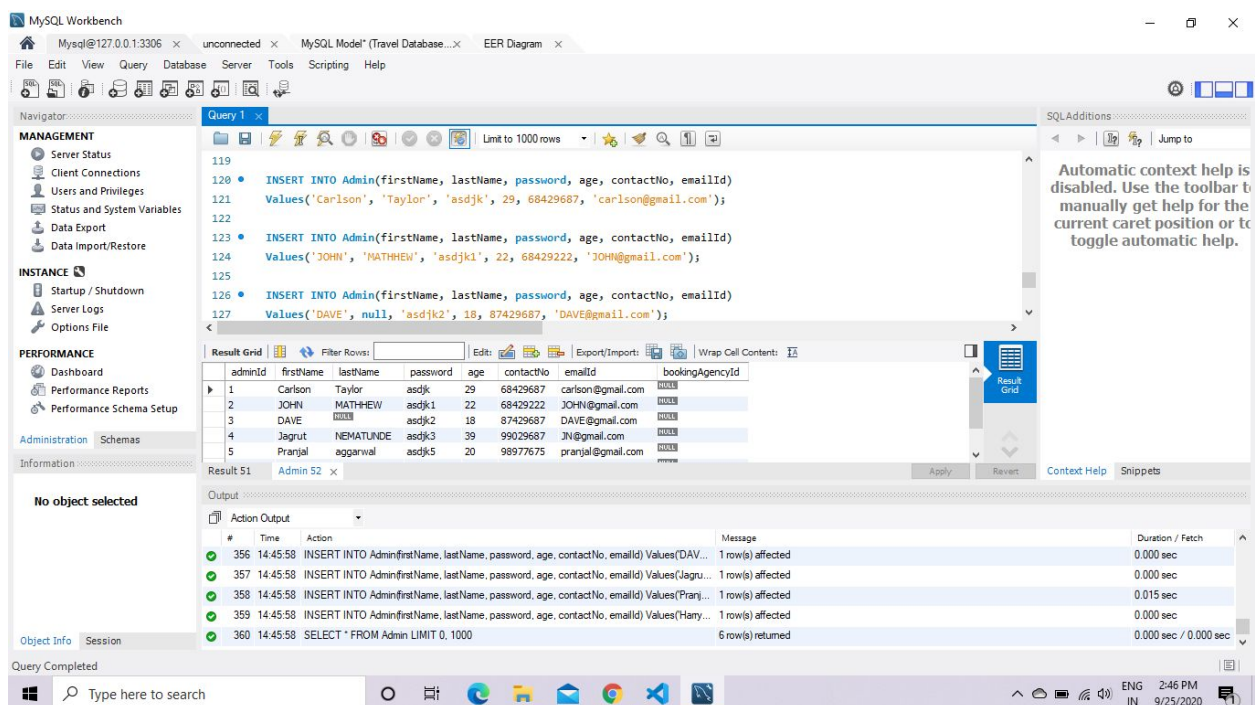 MySQL Workbench
Mysql@127.0.0.1:3306 × unconnected × MySQL Model* (Travel Database...× EER Diagram ×
File Edit View Query Database Server Tools Scripting Help
Navigator
MANAGEMENT
Server Status
Client Connections
Users and Privileges
Status and System Variables
Data Export
Data Import/Restore
INSTANCE
Startup / Shutdown
Server Logs
Options File
PERFORMANCE
Dashboard
Performance Reports
Performance Schema Setup
Administration Schemas
Information
No object selected
Object Info Session
Query 1 ×
Limit to 1000 rows
119
120 INSERT INTO Admin(firstName, lastName, password, age, contactNo, emailId)
121 Values('Carlson', 'Taylor', 'asdjk', 29, 68429687, 'carlson@gmail.com');
122
123 INSERT INTO Admin(firstName, lastName, password, age, contactNo, emailId)
124 Values('JOHN', 'MATHHEW', 'asdjk1', 22, 68429222, 'JOHN@gmail.com');
125
126 INSERT INTO Admin(firstName, lastName, password, age, contactNo, emailId)
127 Values('DAVE', null, 'asdjk2', 18, 87429687, 'DAVE@gmail.com');
Result Grid Filter Rows: Edit: Export/Import: Wrap Cell Content:
adminId firstName lastName password age contactNo emailId bookingAgencyId
1 Carlson Taylor asdjk 29 68429687 carlson@gmail.com NULL
2 JOHN MATHHEW asdjk1 22 68429222 JOHN@gmail.com NULL
3 DAVE NULL asdjk2 18 87429687 DAVE@gmail.com NULL
4 Jagrut NEMATUNDE asdjk3 39 99029687 JN@gmail.com NULL
5 Pranjal aggarwal asdjk5 20 98977675 pranjal@gmail.com NULL
Result Grid
Result 51 Admin 52 × Apply Revert
SQLAdditions
Jump to
Automatic context help is
disabled. Use the toolbar to
manually get help for the
current caret position or to
toggle automatic help.
Context Help Snippets
Output
Action Output
# Time Action Message Duration / Fetch
356 14:45:58 INSERT INTO Admin(firstName, lastName, password, age, contactNo, emailId) Values('DAV... 1 row(s) affected 0.000 sec
357 14:45:58 INSERT INTO Admin(firstName, lastName, password, age, contactNo, emailId) Values('Jagru... 1 row(s) affected 0.000 sec
358 14:45:58 INSERT INTO Admin(firstName, lastName, password, age, contactNo, emailId) Values('Pranj... 1 row(s) affected 0.015 sec
359 14:45:58 INSERT INTO Admin(firstName, lastName, password, age, contactNo, emailId) Values('Harry... 1 row(s) affected 0.000 sec
360 14:45:58 SELECT * FROM Admin LIMIT 0, 1000 6 row(s) returned 0.000 sec / 0.000 sec
Query Completed
Type here to search
ENG
IN
2:46 PM
9/25/2020